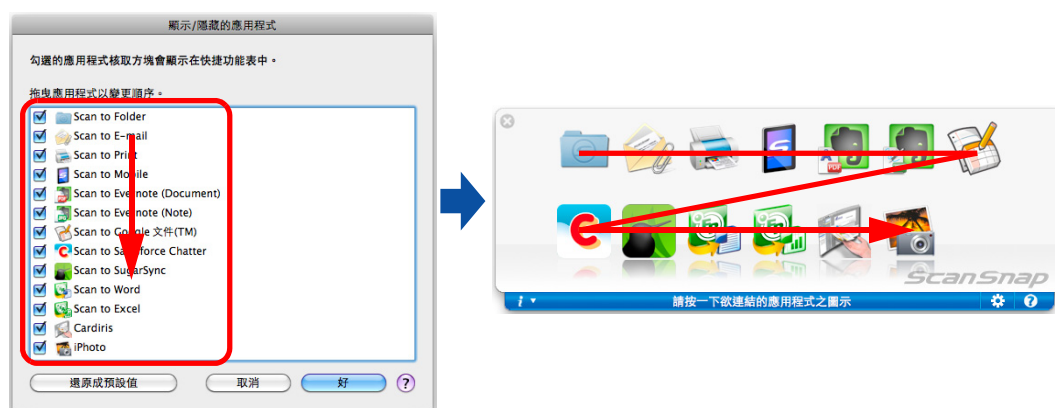 顯示/隱藏的應用程式
勾選的應用程式核取方塊會顯示在快捷功能表中。
拖曳應用程式以變更順序。
Scan to Folder
Scan to E-mail
Scan to Print
Scan to Mobile
Scan to Evernote (Document)
Scan to Evernote (Note)
Scan to Google 文件(TM)
Scan to Salesforce Chatter
Scan to SugarSync
Scan to Word
Scan to Excel
Cardiris
iPhoto
還原成預設值
取消
好
?
PDF
ScanSnap
i
請按一下欲連結的應用程式之圖示
?